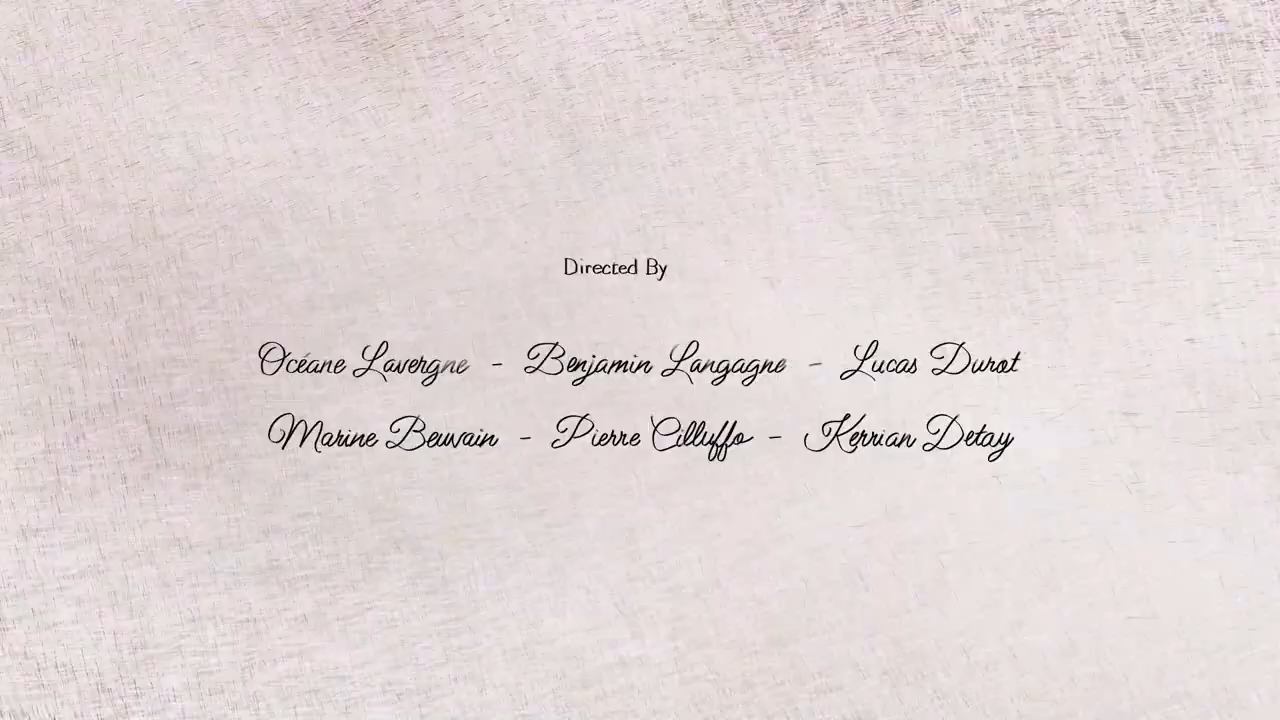 Directed By
Océane Lavergne - Benjamin Langagne - Lucas Durot
Marine Beuvain - Pierre Cilluffo - Kerrian Detay